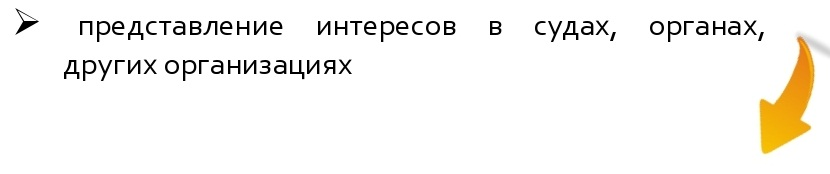 ➢ представление интересов в судах, органах,
других организациях